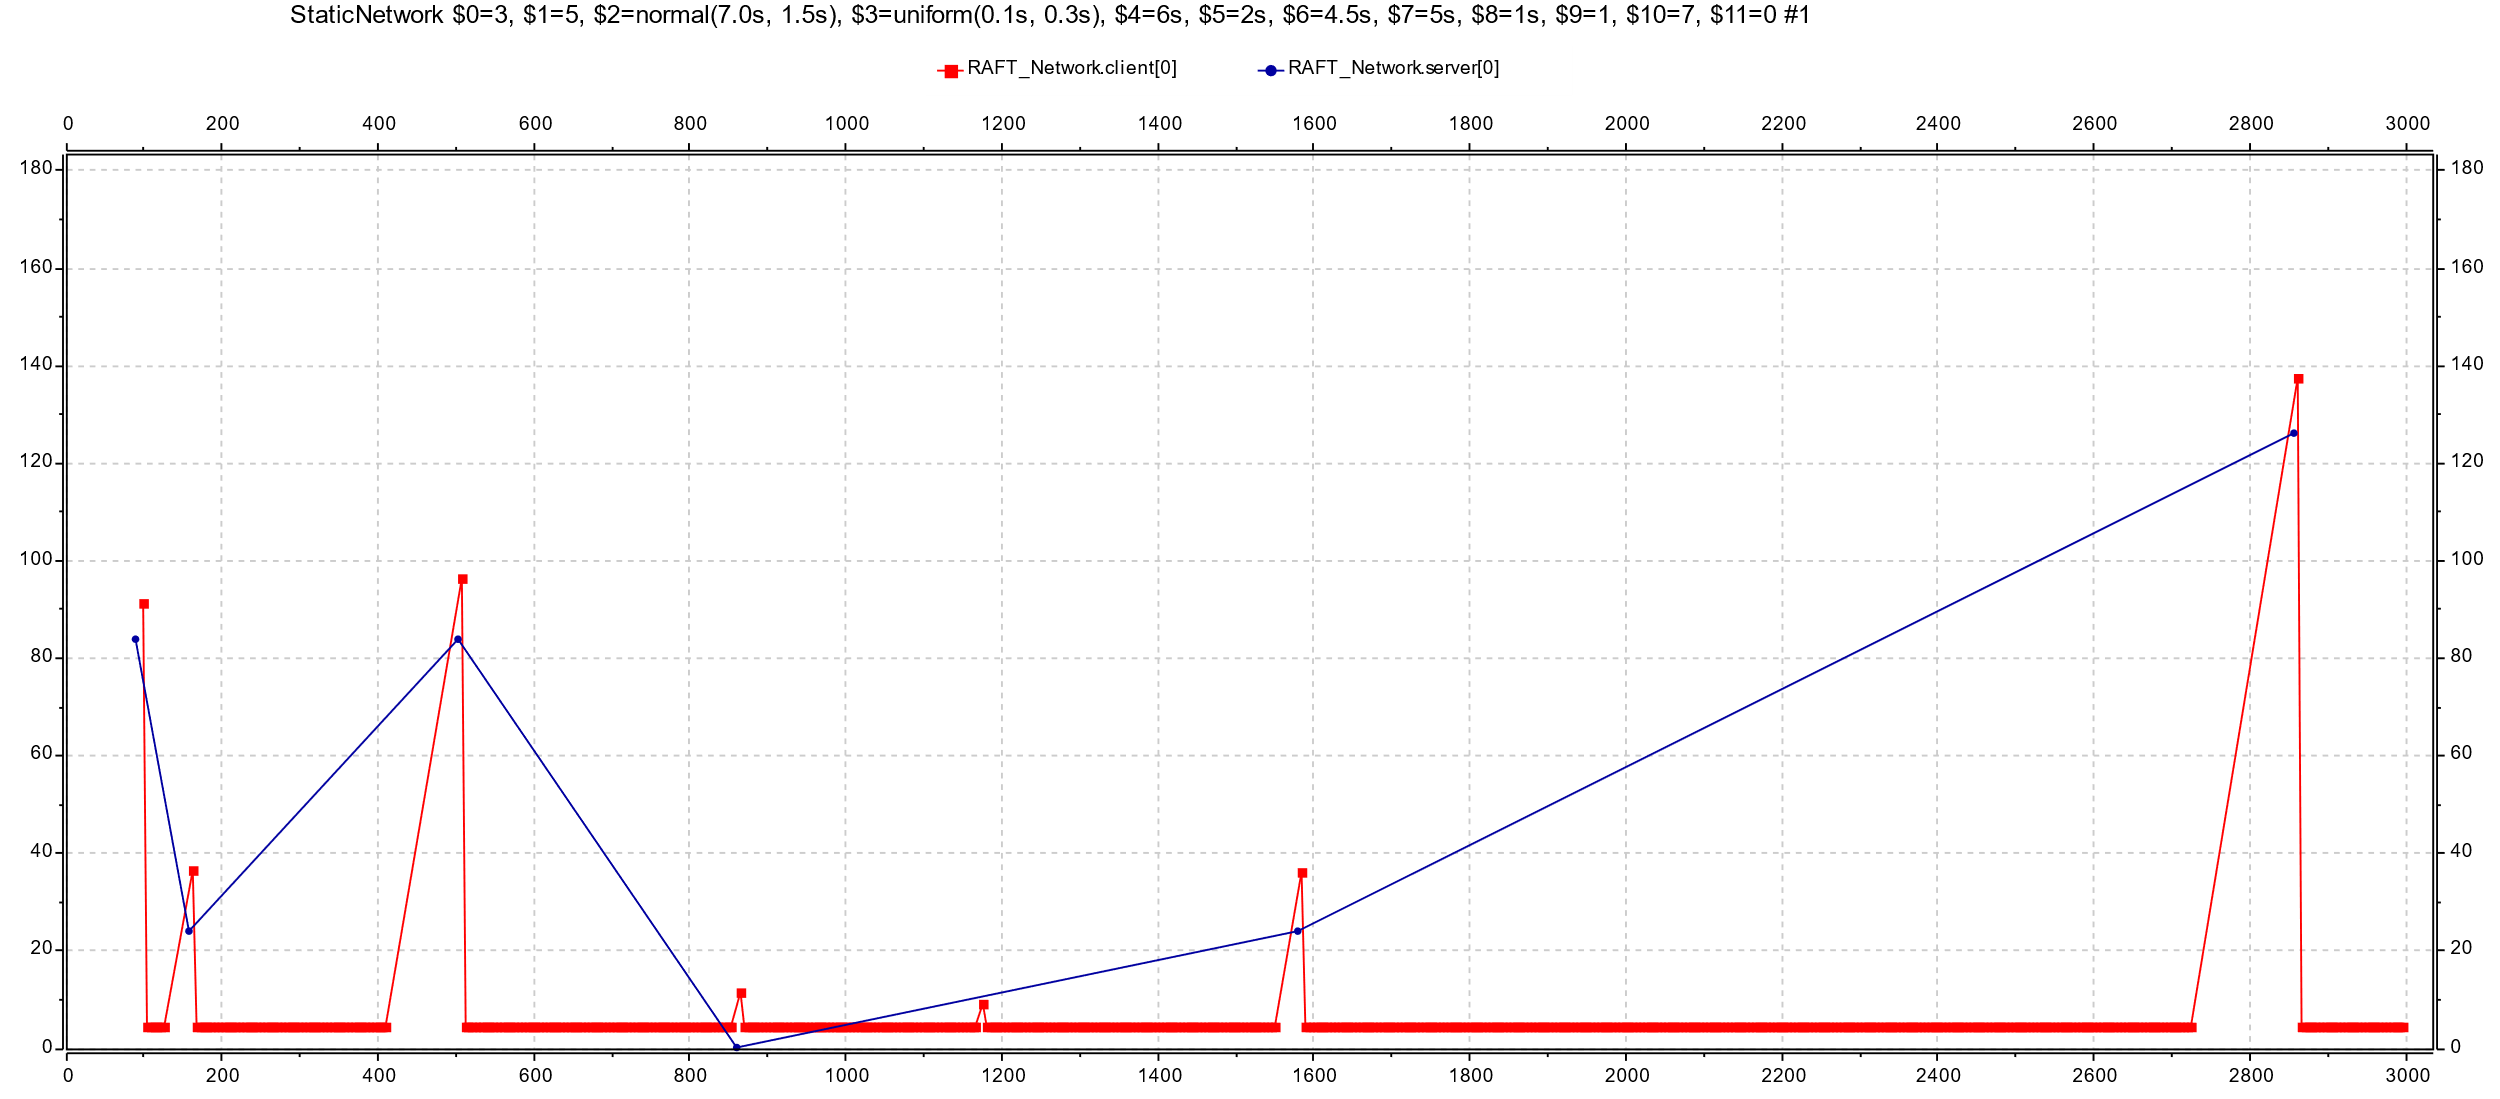 StaticNetwork $0=3, $1=5, $2=normal(7.0s, 1.5s), $3=uniform(0.1s, 0.3s), $4=6s, $5=2s, $6=4.5s, $7=5s, $8=1s, $9=1, $10=7, $11=0 #1
RAFT_Network.client[0] RAFT_Network.server[0]
0 200 400 600 800 1000 1200 1400 1600 1800 2000 2200 2400 2600 2800 3000
180 180
160 160
140 140
120 120
100 100
80 80
60 60
40 40
20 20
0 0
0 200 400 600 800 1000 1200 1400 1600 1800 2000 2200 2400 2600 2800 3000